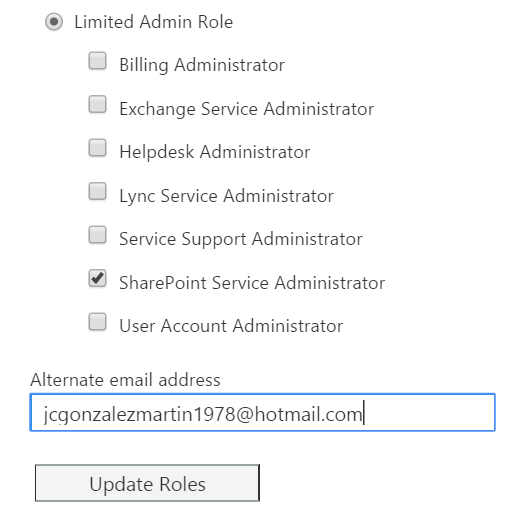 Limited Admin Role
Billing Administrator
Exchange Service Administrator
Helpdesk Administrator
Lync Service Administrator
Service Support Administrator
SharePoint Service Administrator
User Account Administrator
Alternate email address
jcgonzalezmartin1978@hotmail.com
Update Roles